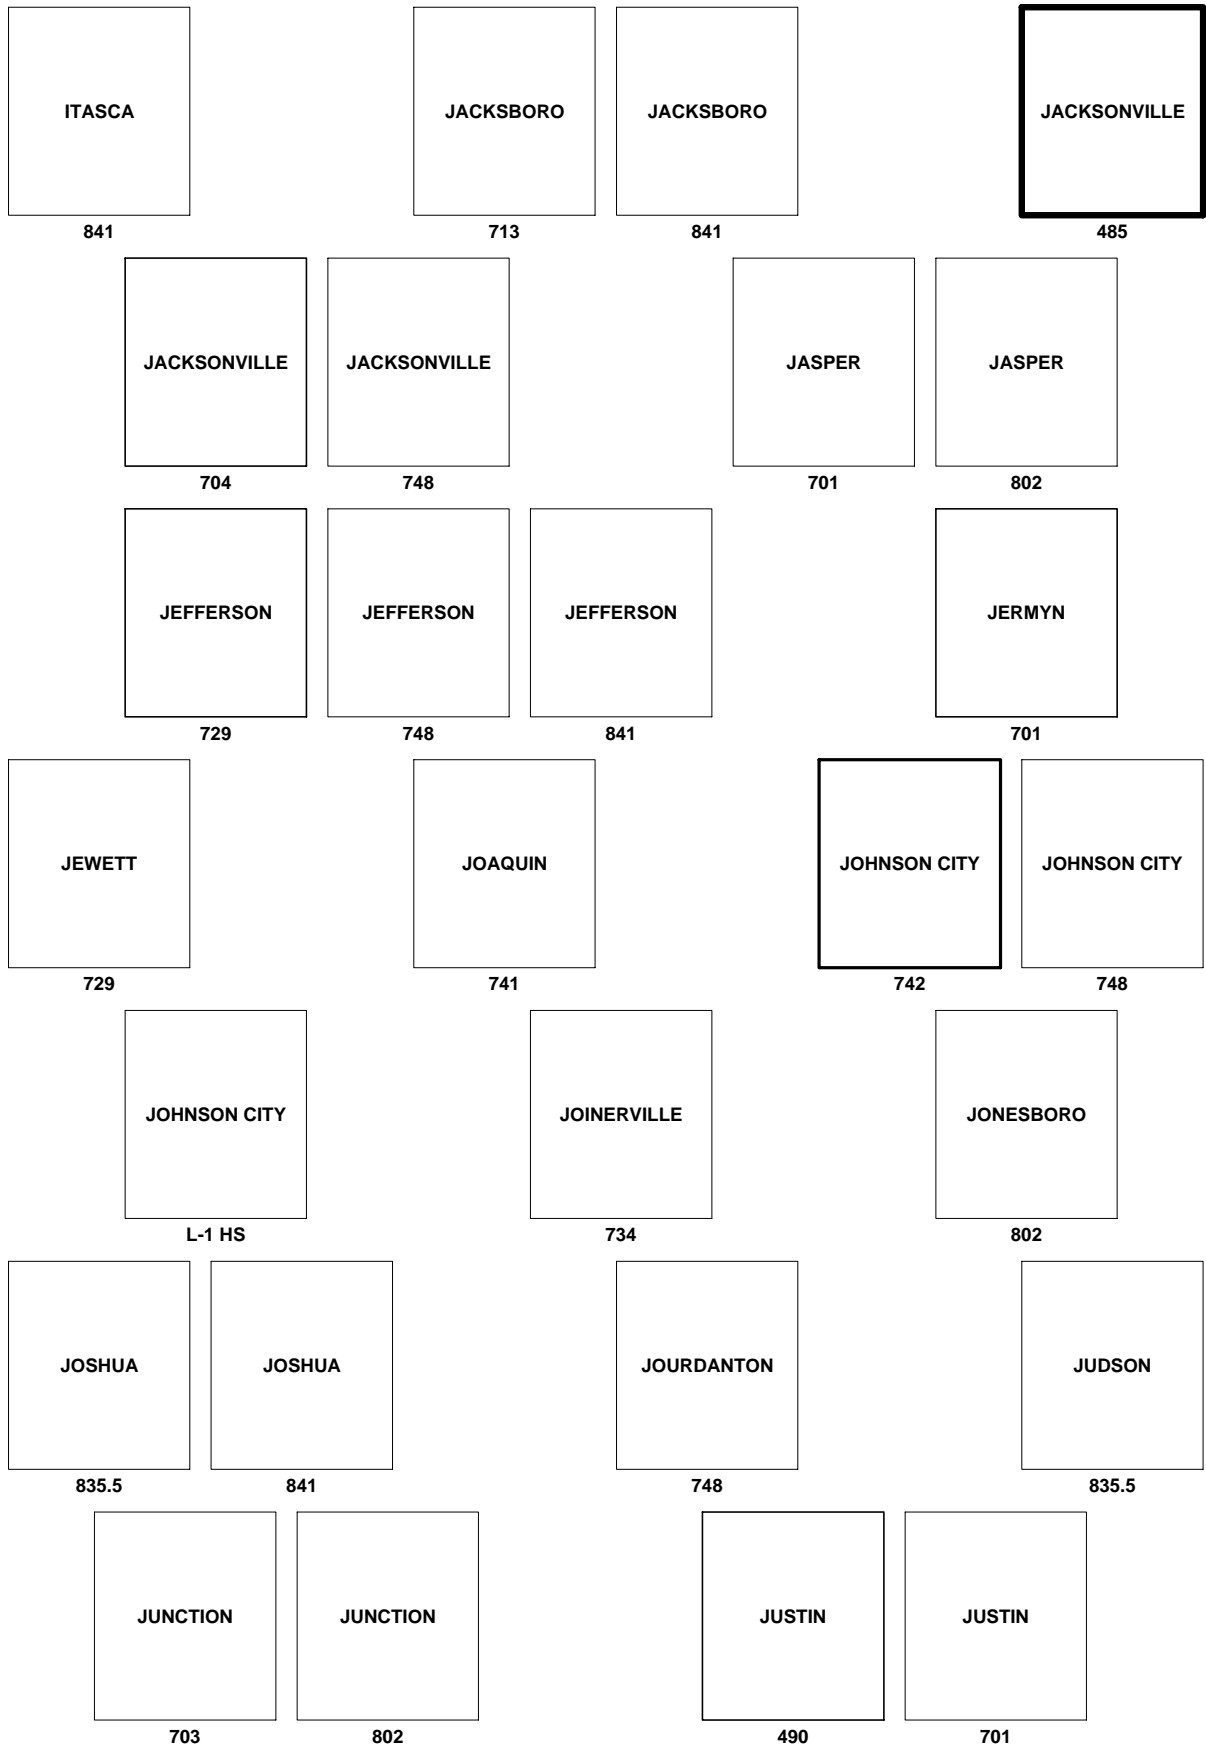 ITASCA
841
JACKSBORO
713
JACKSBORO
841
JACKSONVILLE
485
JACKSONVILLE
704
JACKSONVILLE
748
JASPER
701
JASPER
802
JEFFERSON
729
JEFFERSON
748
JEFFERSON
841
JERMYN
701
JEWETT
729
JOAQUIN
741
JOHNSON CITY
742
JOHNSON CITY
748
JOHNSON CITY
L-1 HS
JOINERVILLE
734
JONESBORO
802
JOSHUA
835.5
JOSHUA
841
JOURDANTON
748
JUDSON
835.5
JUNCTION
703
JUNCTION
802
JUSTIN
490
JUSTIN
701